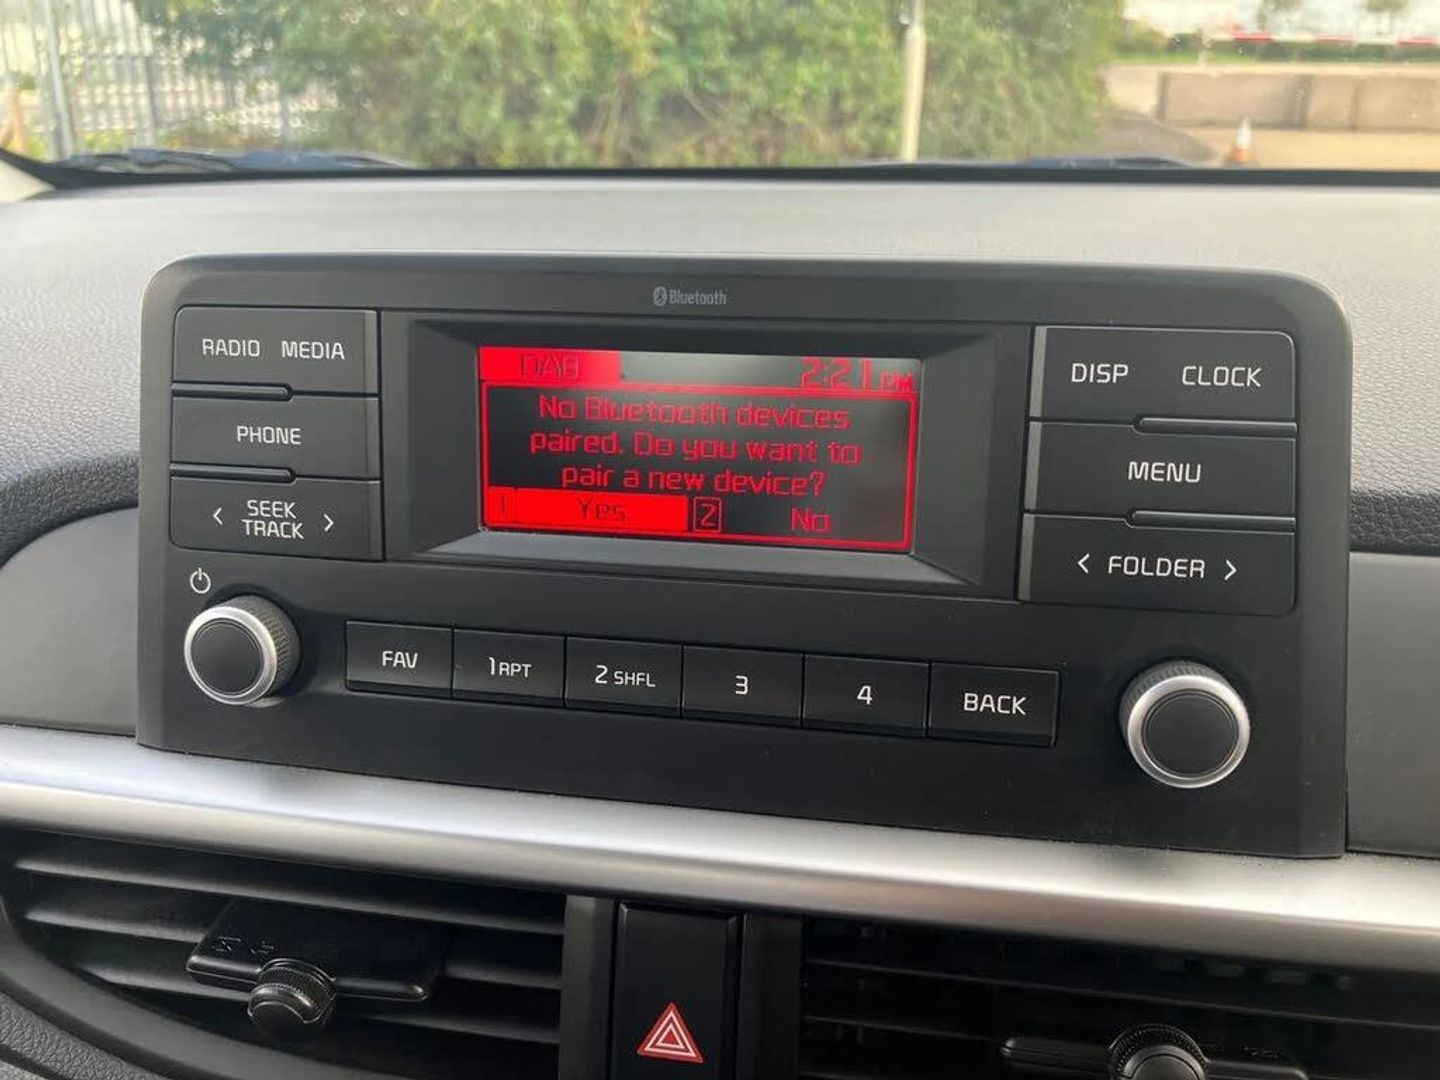 Bluetooth
RADIO MEDIA
PHONE
< SEEK TRACK >
DAB 2:21 PM
No Bluetooth devices
paired. Do you want to
pair a new device?
1 Yes 2 No
DISP CLOCK
MENU
< FOLDER >
FAV 1 RPT 2 SHFL 3 4 BACK